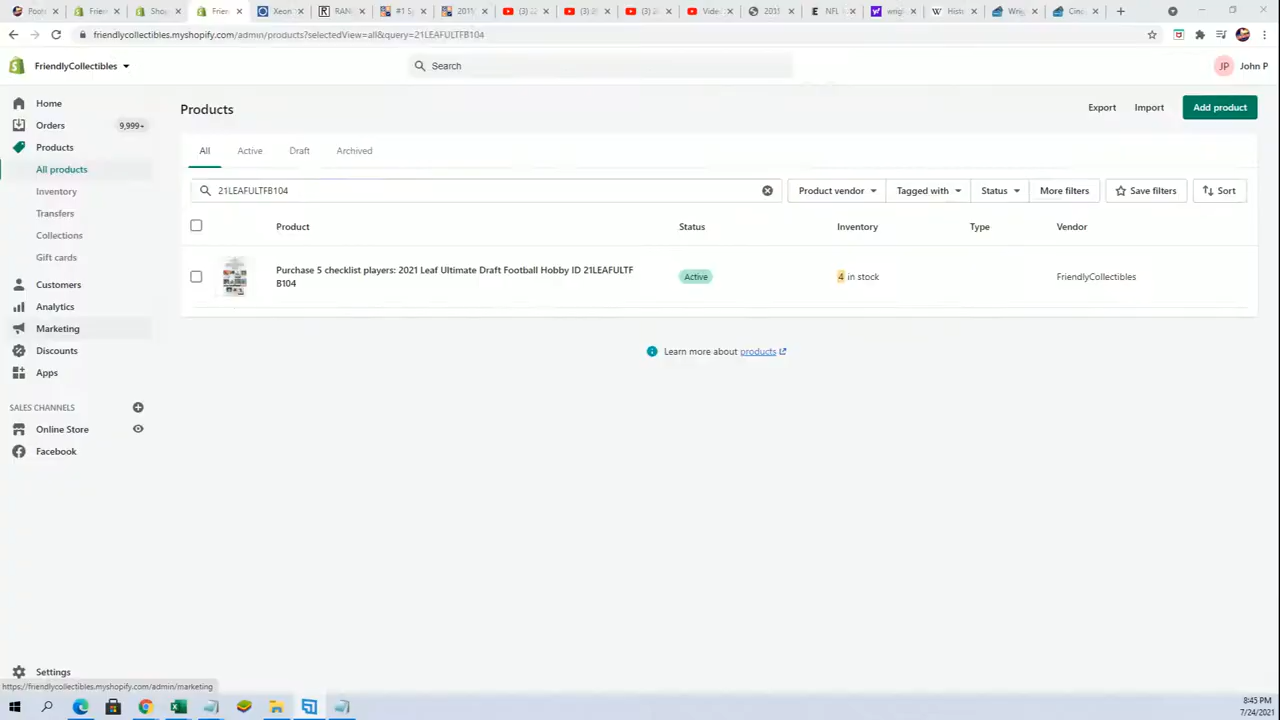 friendlycollectibles.myshopify.com/admin/products?selectedView=all&query=21LEAFULTFB104
FriendlyCollectibles
Search
JP
John P
Home
Orders
9,999+
Products
All products
Inventory
Transfers
Collections
Gift cards
Customers
Analytics
Marketing
Discounts
Apps
SALES CHANNELS
Online Store
Facebook
Settings
Products
Export
Import
Add product
All
Active
Draft
Archived
21LEAFULTFB104
Product vendor
Tagged with
Status
More filters
Save filters
Sort
Product
Status
Inventory
Type
Vendor
Purchase 5 checklist players: 2021 Leaf Ultimate Draft Football Hobby ID 21LEAFULTF
B104
Active
4 in stock
FriendlyCollectibles
Learn more about products
https://friendlycollectibles.myshopify.com/admin/marketing
8:45 PM
7/24/2021